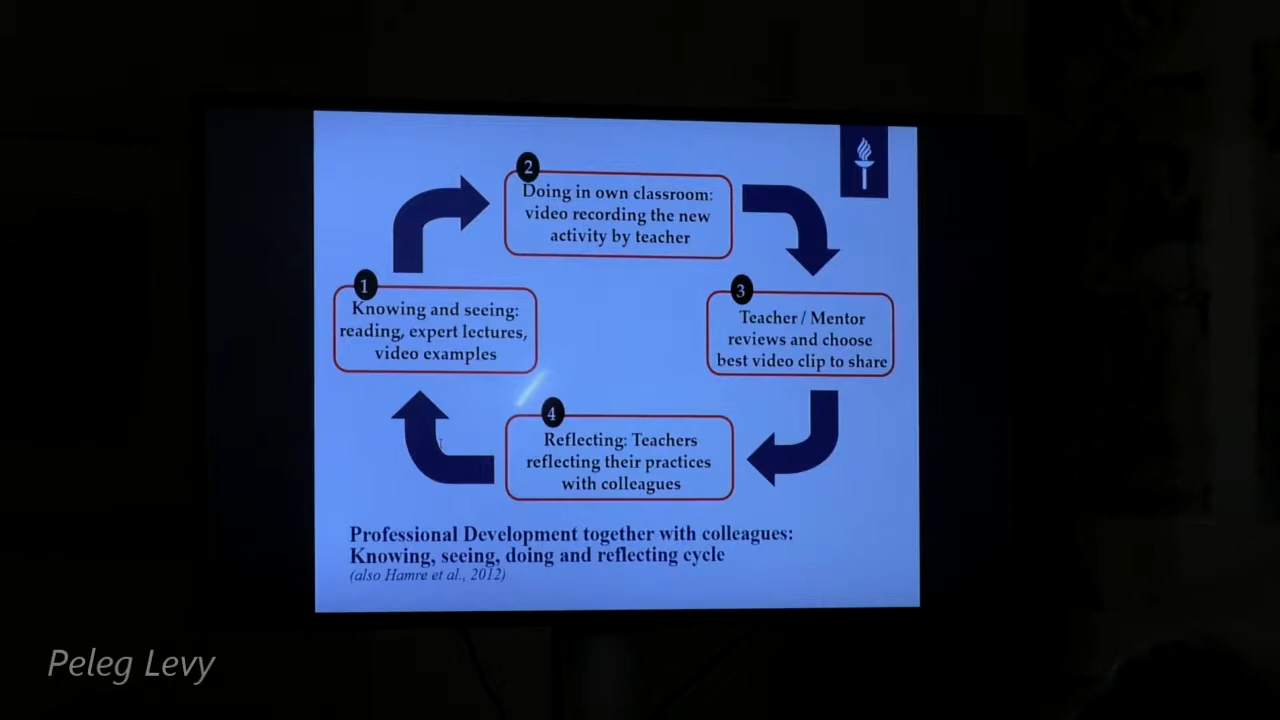 1
Knowing and seeing:
reading, expert lectures,
video examples
2
Doing in own classroom:
video recording the new
activity by teacher
3
Teacher / Mentor
reviews and choose
best video clip to share
4
Reflecting: Teachers
reflecting their practices
with colleagues
Professional Development together with colleagues:
Knowing, seeing, doing and reflecting cycle
(also Hamre et al., 2012)
Peleg Levy